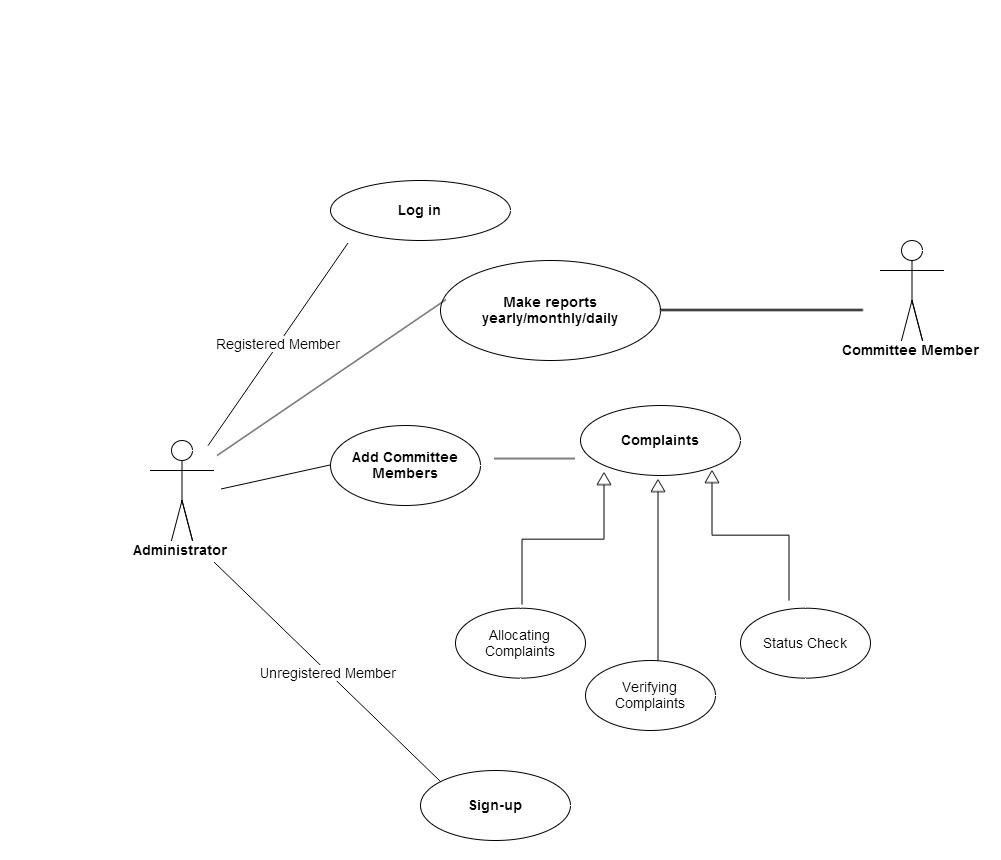 Log in
Make reports
yearly/monthly/daily
Registered Member
Committee Member
Complaints
Add Committee
Members
Administrator
Allocating
Complaints
Status Check
Verifying
Complaints
Unregistered Member
Sign-up